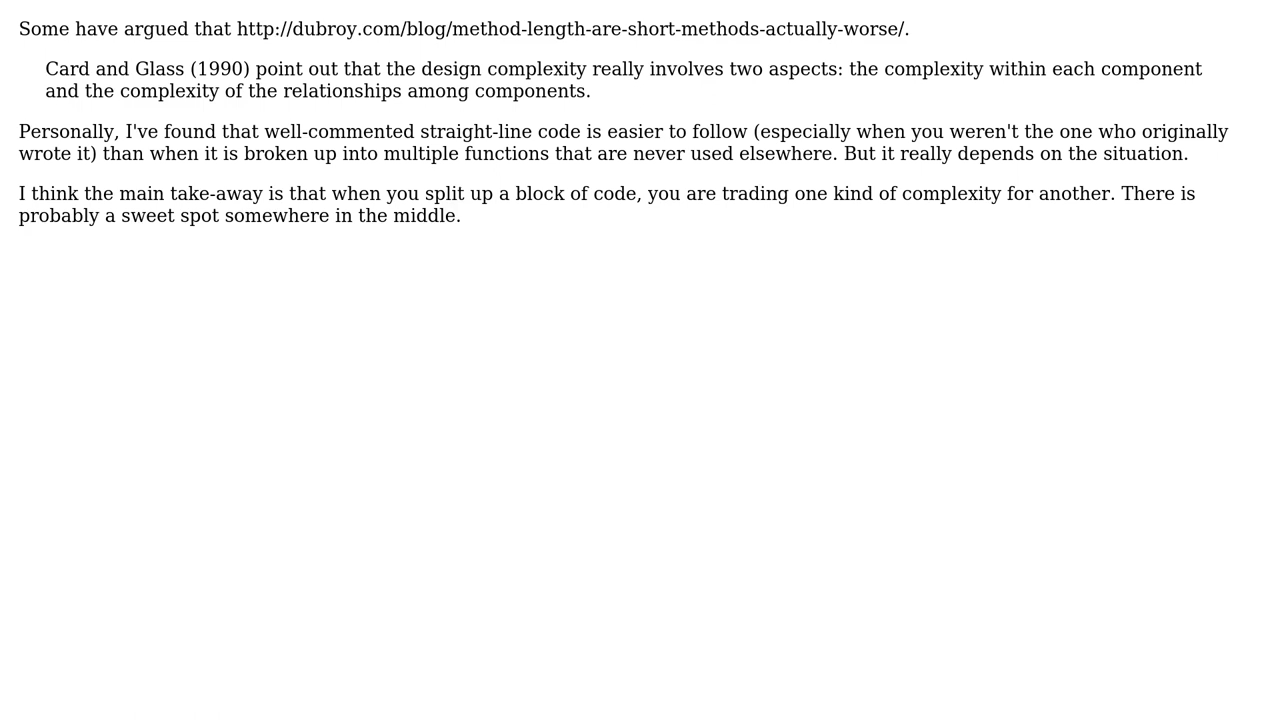 Some have argued that http://dubroy.com/blog/method-length-are-short-methods-actually-worse/.
Card and Glass (1990) point out that the design complexity really involves two aspects: the complexity within each component
and the complexity of the relationships among components.
Personally, I've found that well-commented straight-line code is easier to follow (especially when you weren't the one who originally
wrote it) than when it is broken up into multiple functions that are never used elsewhere. But it really depends on the situation.
I think the main take-away is that when you split up a block of code, you are trading one kind of complexity for another. There is
probably a sweet spot somewhere in the middle.